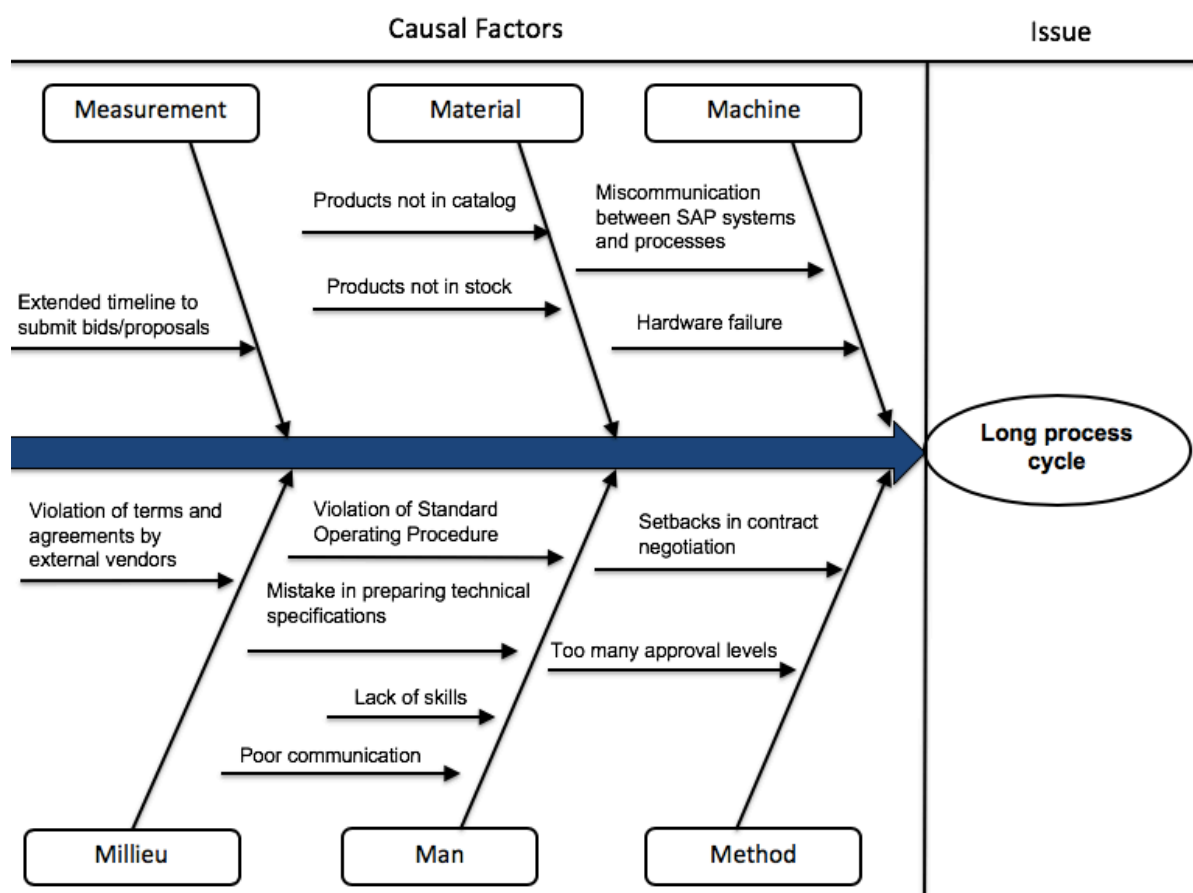 Causal Factors
Issue
Measurement
Material
Machine
Products not in catalog
Miscommunication
between SAP systems
and processes
Products not in stock
Extended timeline to
submit bids/proposals
Hardware failure
Long process
cycle
Violation of terms and
agreements by
external vendors
Violation of Standard
Operating Procedure
Setbacks in contract
negotiation
Mistake in preparing technical
specifications
Too many approval levels
Lack of skills
Poor communication
Millieu
Man
Method